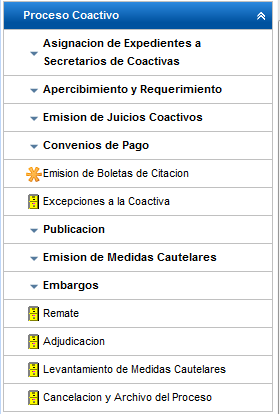 Proceso Coactivo
Asignacion de Expedientes a
Secretarios de Coactivas
Apercibimiento y Requerimiento
Emision de Juicios Coactivos
Convenios de Pago
Emision de Boletas de Citacion
Excepciones a la Coactiva
Publicacion
Emision de Medidas Cautelares
Embargos
Remate
Adjudicacion
Levantamiento de Medidas Cautelares
Cancelacion y Archivo del Proceso